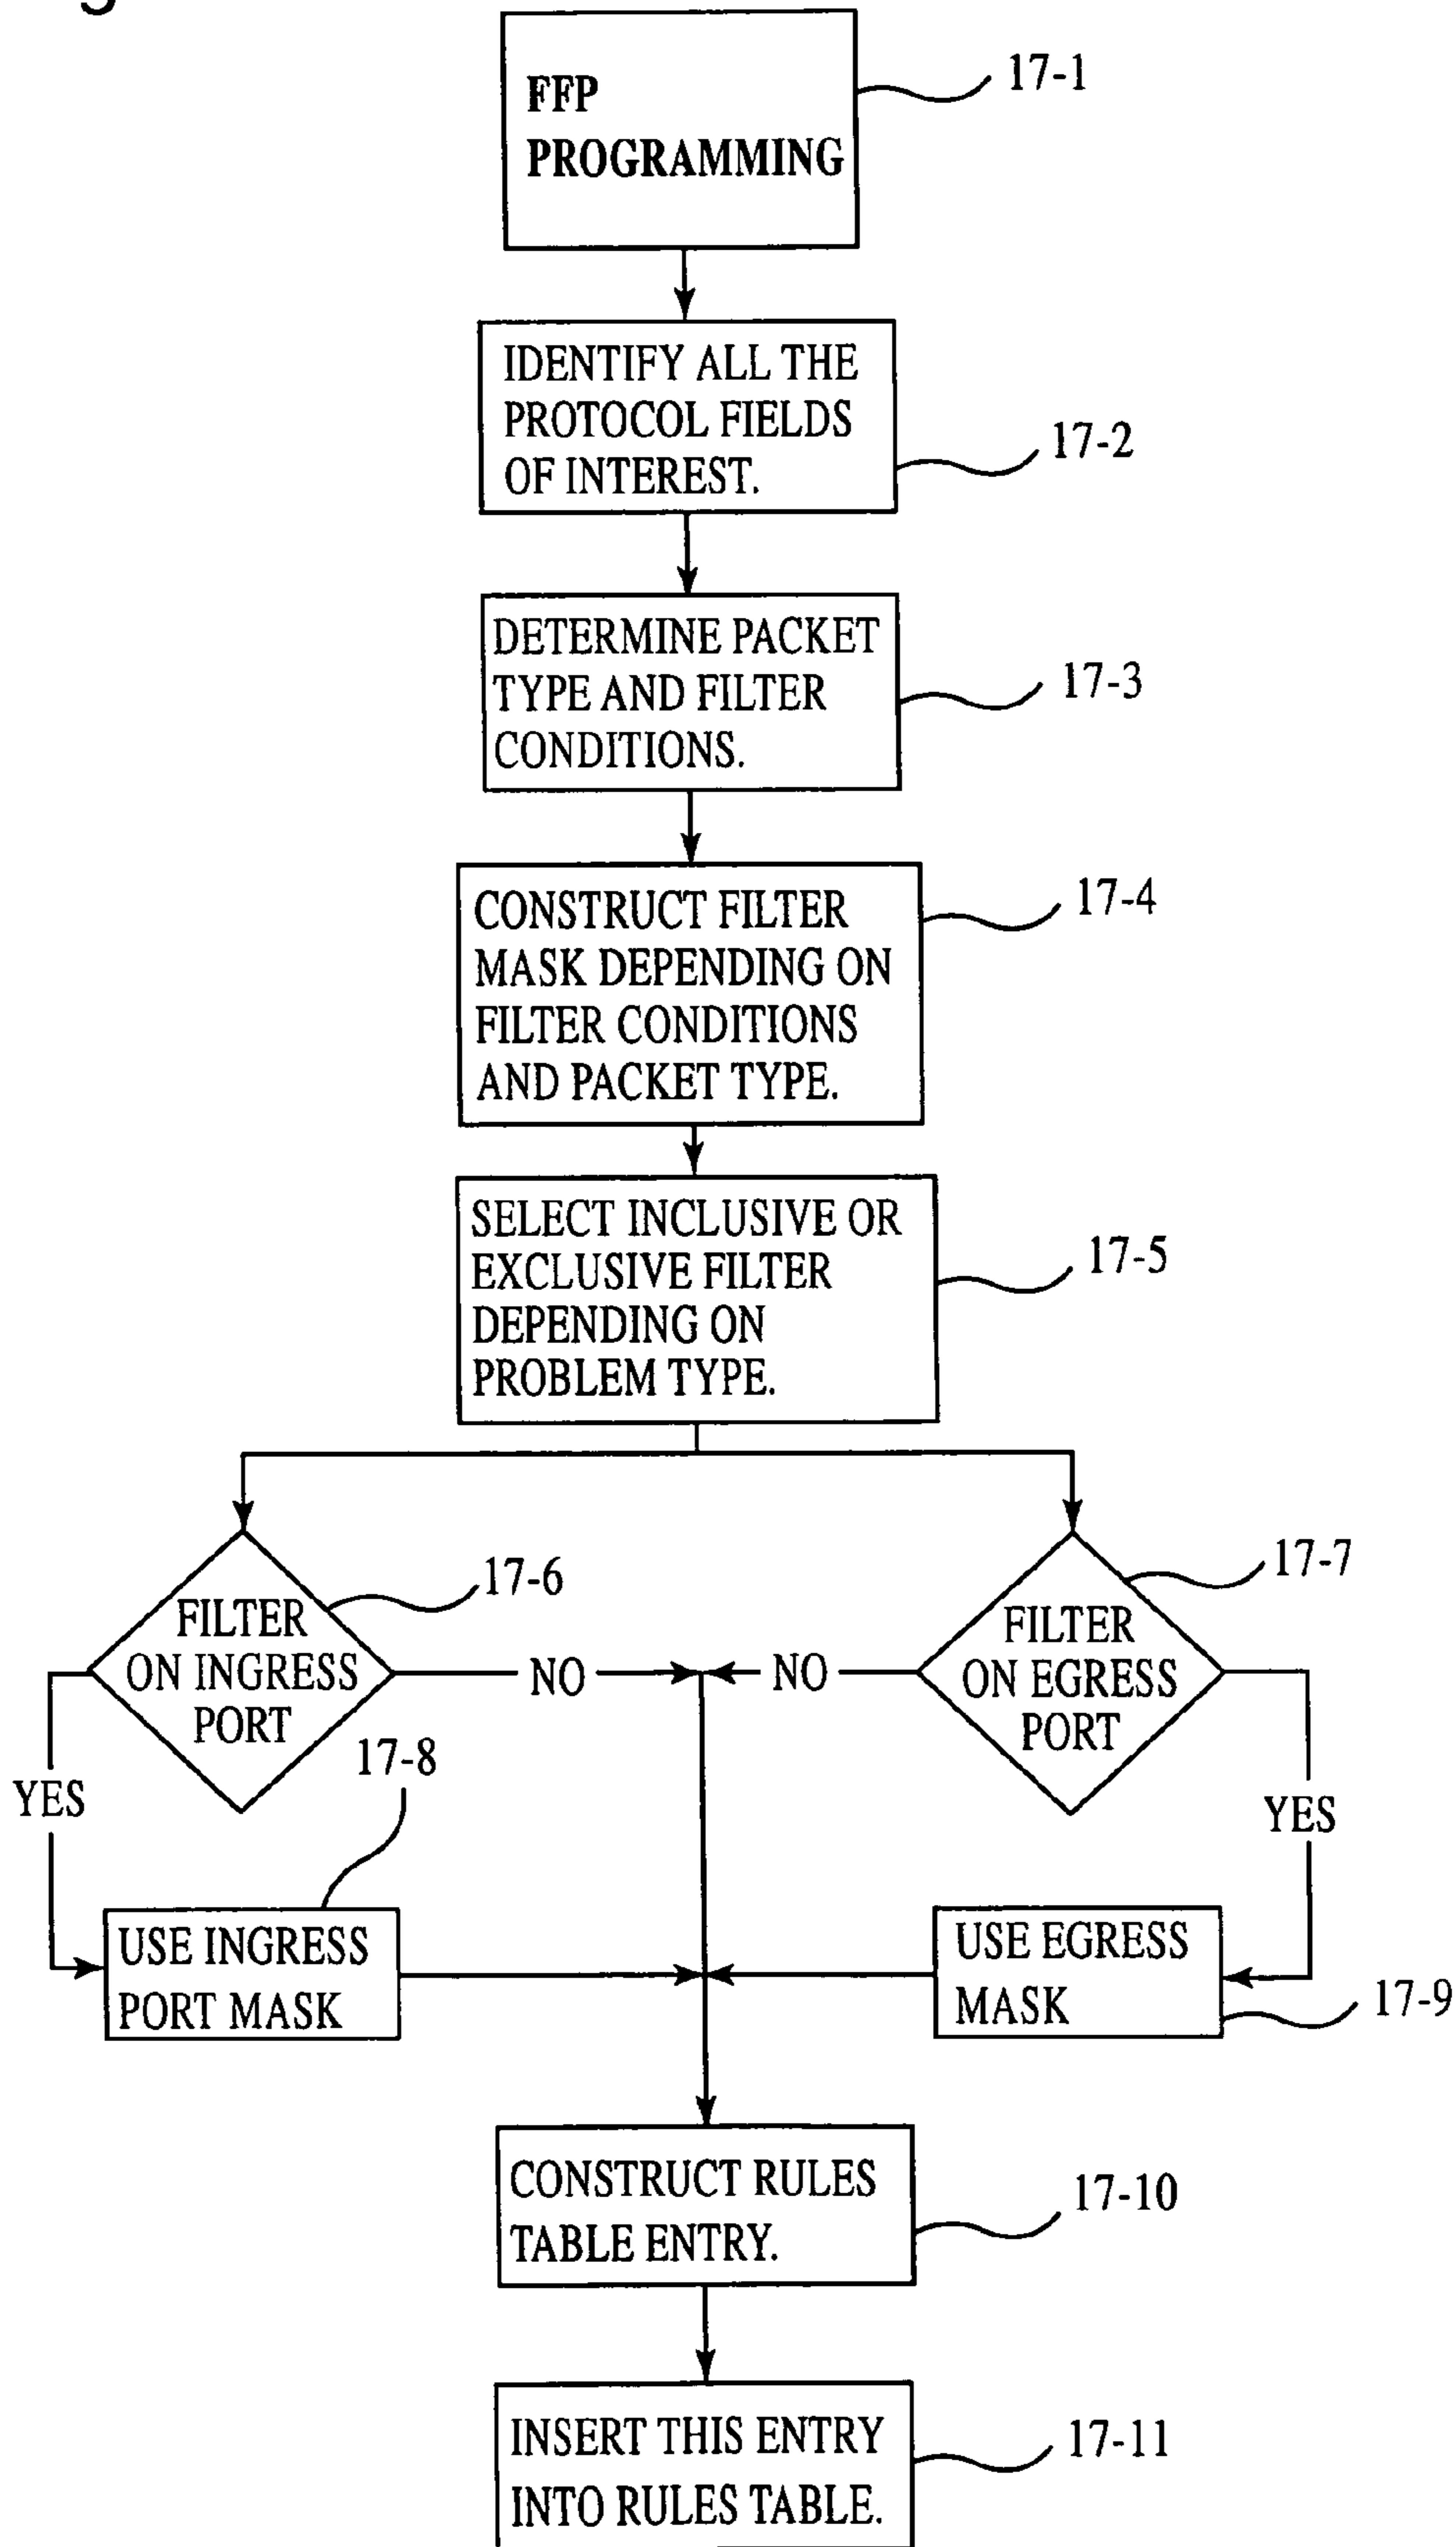 FFP
PROGRAMMING
17-1
IDENTIFY ALL THE
PROTOCOL FIELDS
OF INTEREST.
17-2
DETERMINE PACKET
TYPE AND FILTER
CONDITIONS.
17-3
CONSTRUCT FILTER
MASK DEPENDING ON
FILTER CONDITIONS
AND PACKET TYPE.
17-4
SELECT INCLUSIVE OR
EXCLUSIVE FILTER
DEPENDING ON
PROBLEM TYPE.
17-5
FILTER
ON INGRESS
PORT
17-6
NO
NO
FILTER
ON EGRESS
PORT
17-7
YES
17-8
YES
USE INGRESS
PORT MASK
USE EGRESS
MASK
17-9
CONSTRUCT RULES
TABLE ENTRY.
17-10
INSERT THIS ENTRY
INTO RULES TABLE.
17-11